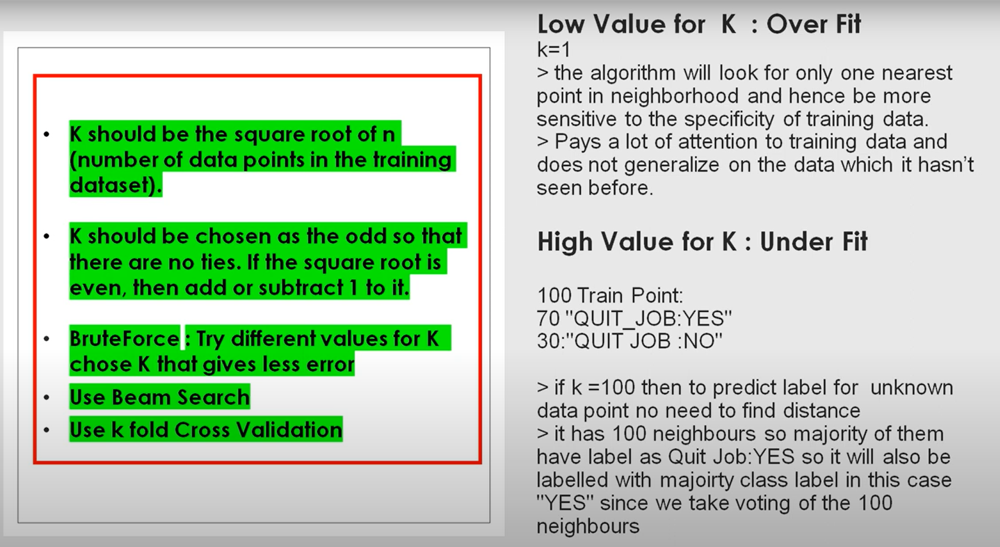 • K should be the square root of n
(number of data points in the training
dataset).
• K should be chosen as the odd so that
there are no ties. If the square root is
even, then add or subtract 1 to it.
• BruteForce : Try different values for K
chose K that gives less error
• Use Beam Search
• Use k fold Cross Validation
Low Value for K : Over Fit
k=1
> the algorithm will look for only one nearest
point in neighborhood and hence be more
sensitive to the specificity of training data.
> Pays a lot of attention to training data and
does not generalize on the data which it hasn't
seen before.
High Value for K : Under Fit
100 Train Point:
70 "QUIT_JOB:YES"
30:"QUIT JOB :NO"
> if k =100 then to predict label for unknown
data point no need to find distance
> it has 100 neighbours so majority of them
have label as Quit Job:YES so it will also be
labelled with majoirty class label in this case
"YES" since we take voting of the 100
neighbours